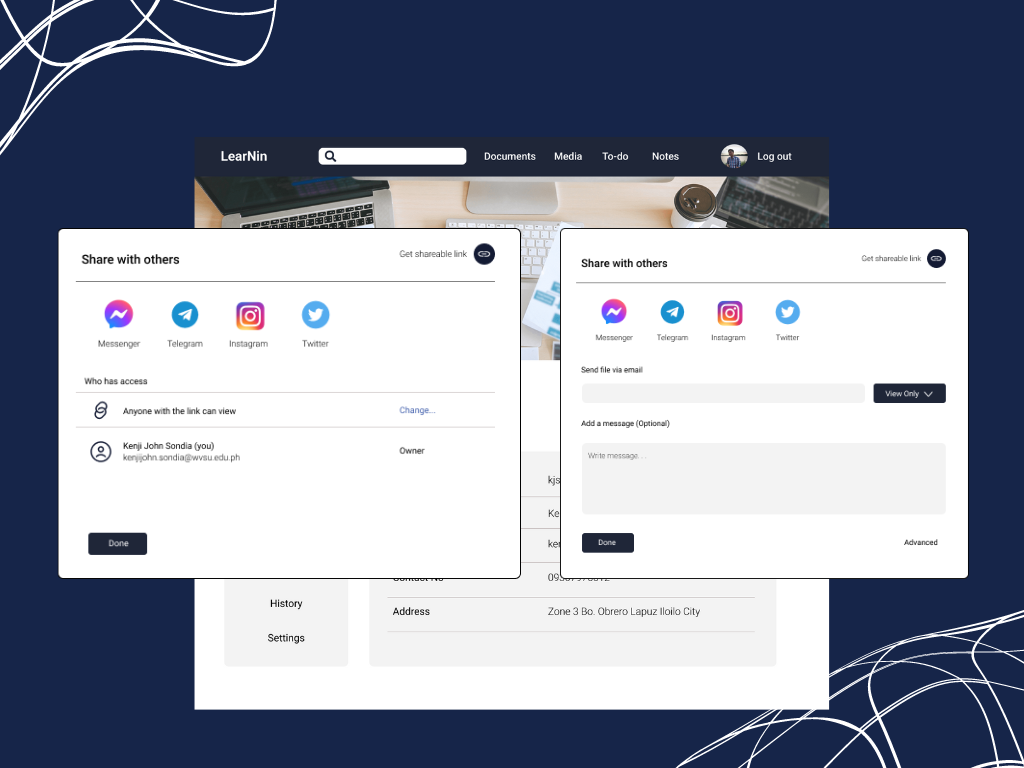 LearNin
Documents Media To-do Notes Log out
Share with others
Get shareable link
Messenger Telegram Instagram Twitter
Who has access
Anyone with the link can view Change...
Kenji John Sondia (you) Owner
kenjijohn.sondia@wvsu.edu.ph
Done
Share with others
Get shareable link
Messenger Telegram Instagram Twitter
Send file via email
View Only
Add a message (Optional)
Write message. . .
Done Advanced
kjs
Ke
ker
Contact No
History
Address Zone 3 Bo. Obrero Lapuz Iloilo City
Settings